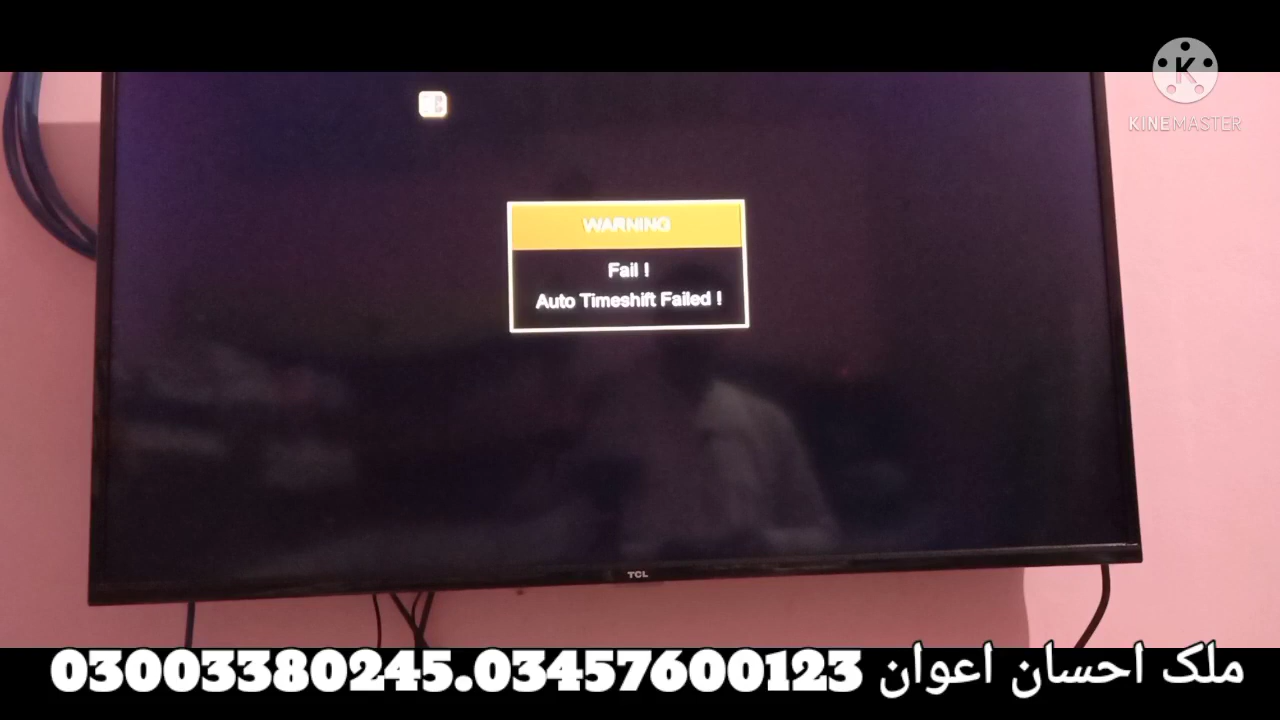 KINEMASTER
WARNING
Fail !
Auto Timeshift Failed !
TCL
03003380245.03457600123 ملک احسان اعوان